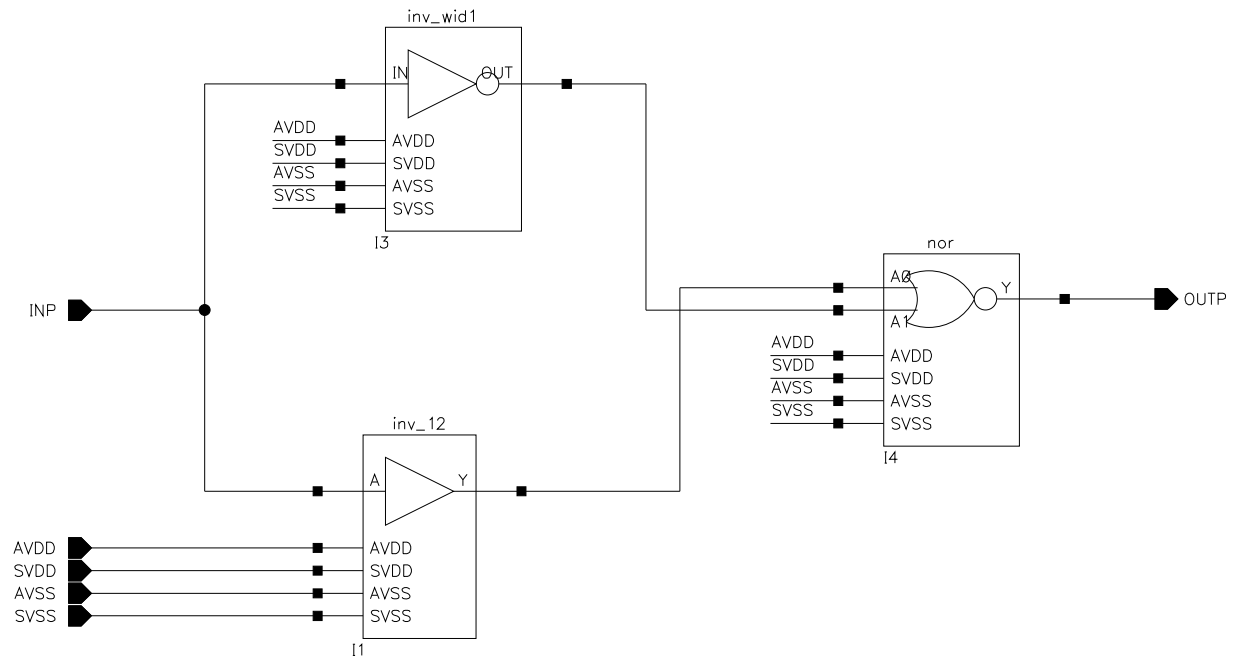 inv_wid1
IN OUT
AVDD AVDD
SVDD SVDD
AVSS AVSS
SVSS SVSS
I3
nor
A0 Y
INP
OUTP
A1
AVDD AVDD
SVDD SVDD
AVSS AVSS
SVSS SVSS
I4
inv_12
A Y
AVDD AVDD
SVDD SVDD
AVSS AVSS
SVSS SVSS
I1